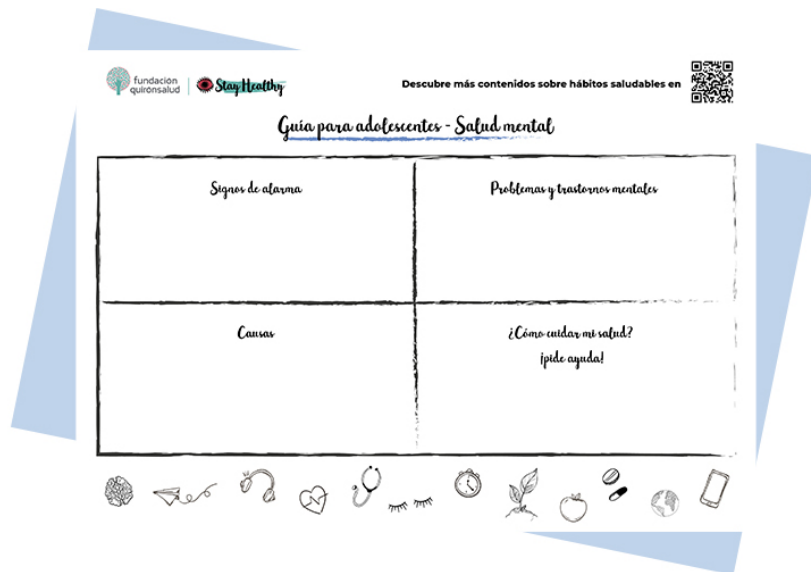 fundación
quirónsalud
Stay Healthy
Descubre más contenidos sobre hábitos saludables en
Guía para adolescentes - Salud mental
Signos de alarma
Problemas y trastornos mentales
Causas
¿Cómo cuidar mi salud?
¡pide ayuda!